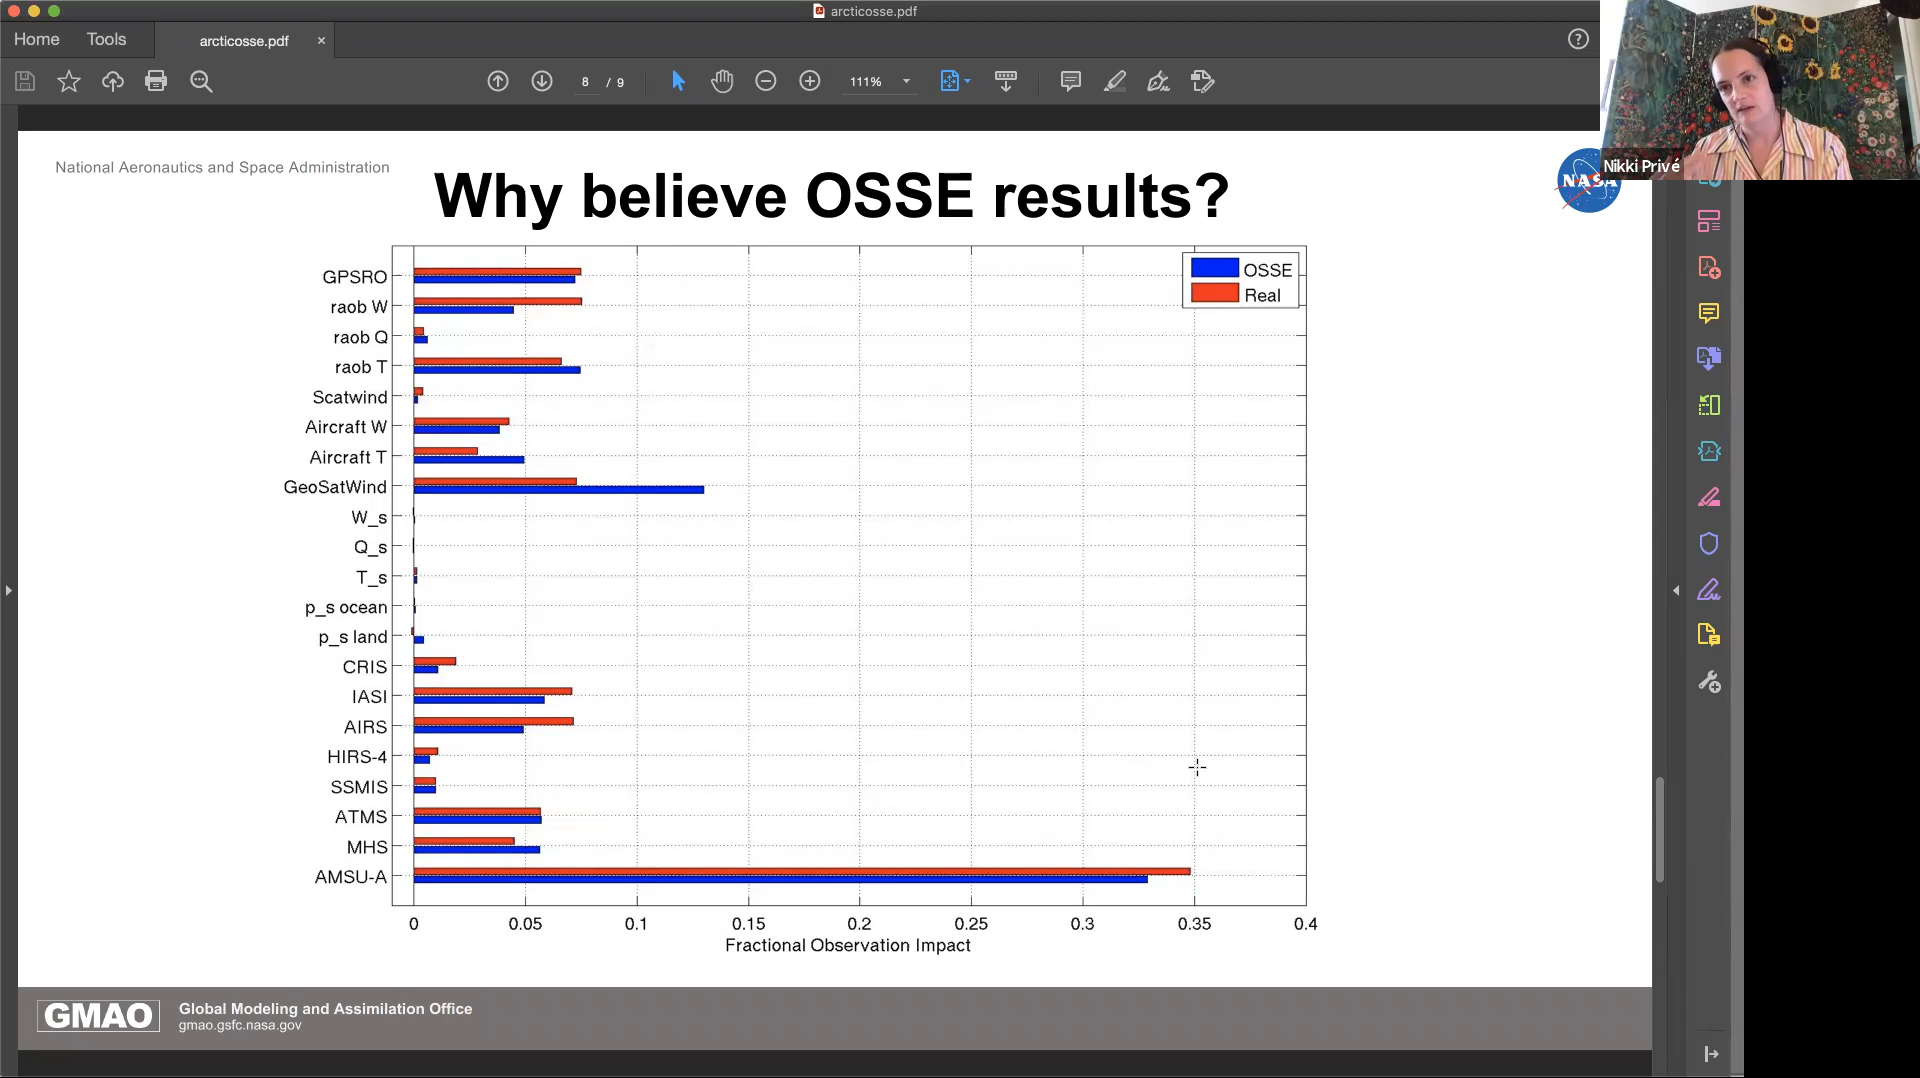 arcticosse.pdf
Home
Tools
arcticosse.pdf ×
8 / 9
111%
National Aeronautics and Space Administration
Why believe OSSE results?
NASA
Nikki Privé
OSSE
Real
GPSRO
raob W
raob Q
raob T
Scatwind
Aircraft W
Aircraft T
GeoSatWind
W_s
Q_s
T_s
p_s ocean
p_s land
CRIS
IASI
AIRS
HIRS-4
SSMIS
ATMS
MHS
AMSU-A
0 0.05 0.1 0.15 0.2 0.25 0.3 0.35 0.4
Fractional Observation Impact
GMAO
Global Modeling and Assimilation Office
gmao.gsfc.nasa.gov